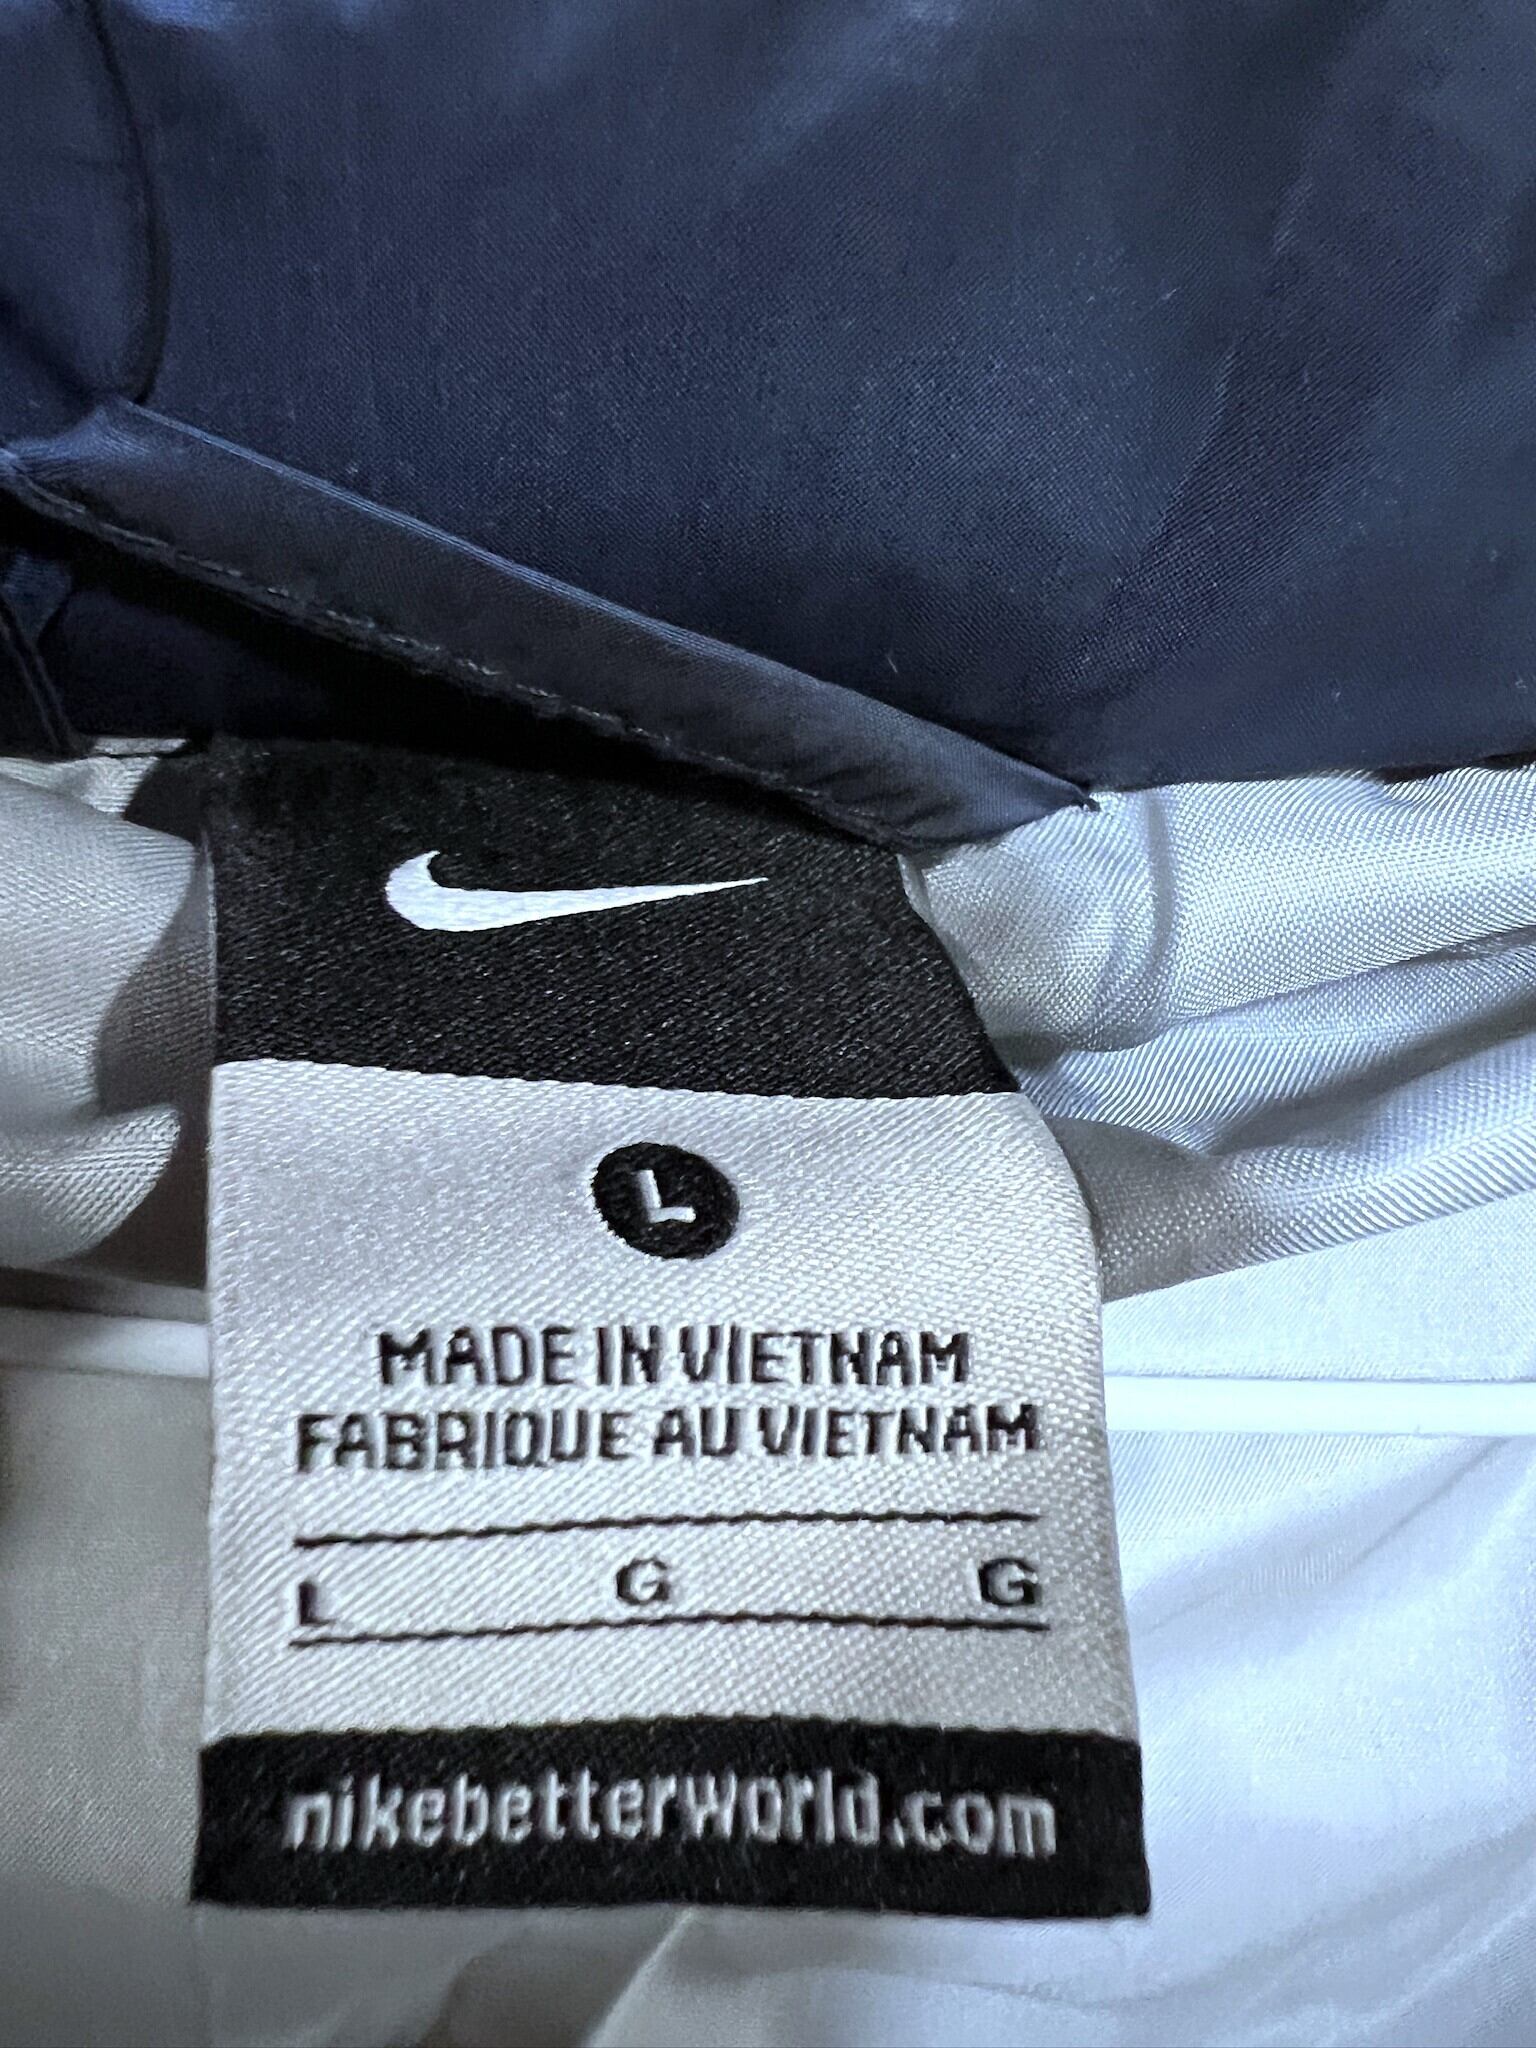 L
MADE IN VIETNAM
FABRIQUE AU VIETNAM
L G G
nikebetterworld.com